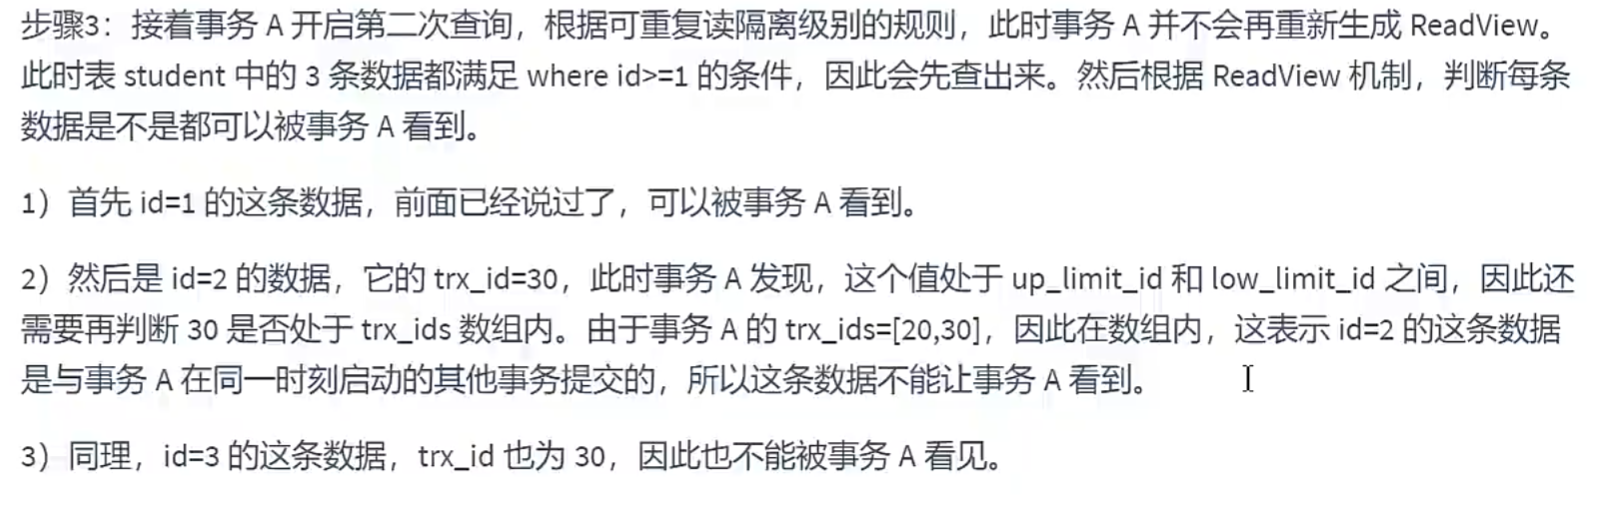 步骤3：接着事务 A 开启第二次查询，根据可重复读隔离级别的规则，此时事务 A 并不会再重新生成 ReadView。
此时表 student 中的 3 条数据都满足 where id>=1 的条件，因此会先查出来。然后根据 ReadView 机制，判断每条
数据是不是都可以被事务 A 看到。
1）首先 id=1 的这条数据，前面已经说过了，可以被事务 A 看到。
2）然后是 id=2 的数据，它的 trx_id=30，此时事务 A 发现，这个值处于 up_limit_id 和 low_limit_id 之间，因此还
需要再判断 30 是否处于 trx_ids 数组内。由于事务 A 的 trx_ids=[20,30]，因此在数组内，这表示 id=2 的这条数据
是与事务 A 在同一时刻启动的其他事务提交的，所以这条数据不能让事务 A 看到。
3）同理，id=3 的这条数据，trx_id 也为 30，因此也不能被事务 A 看见。